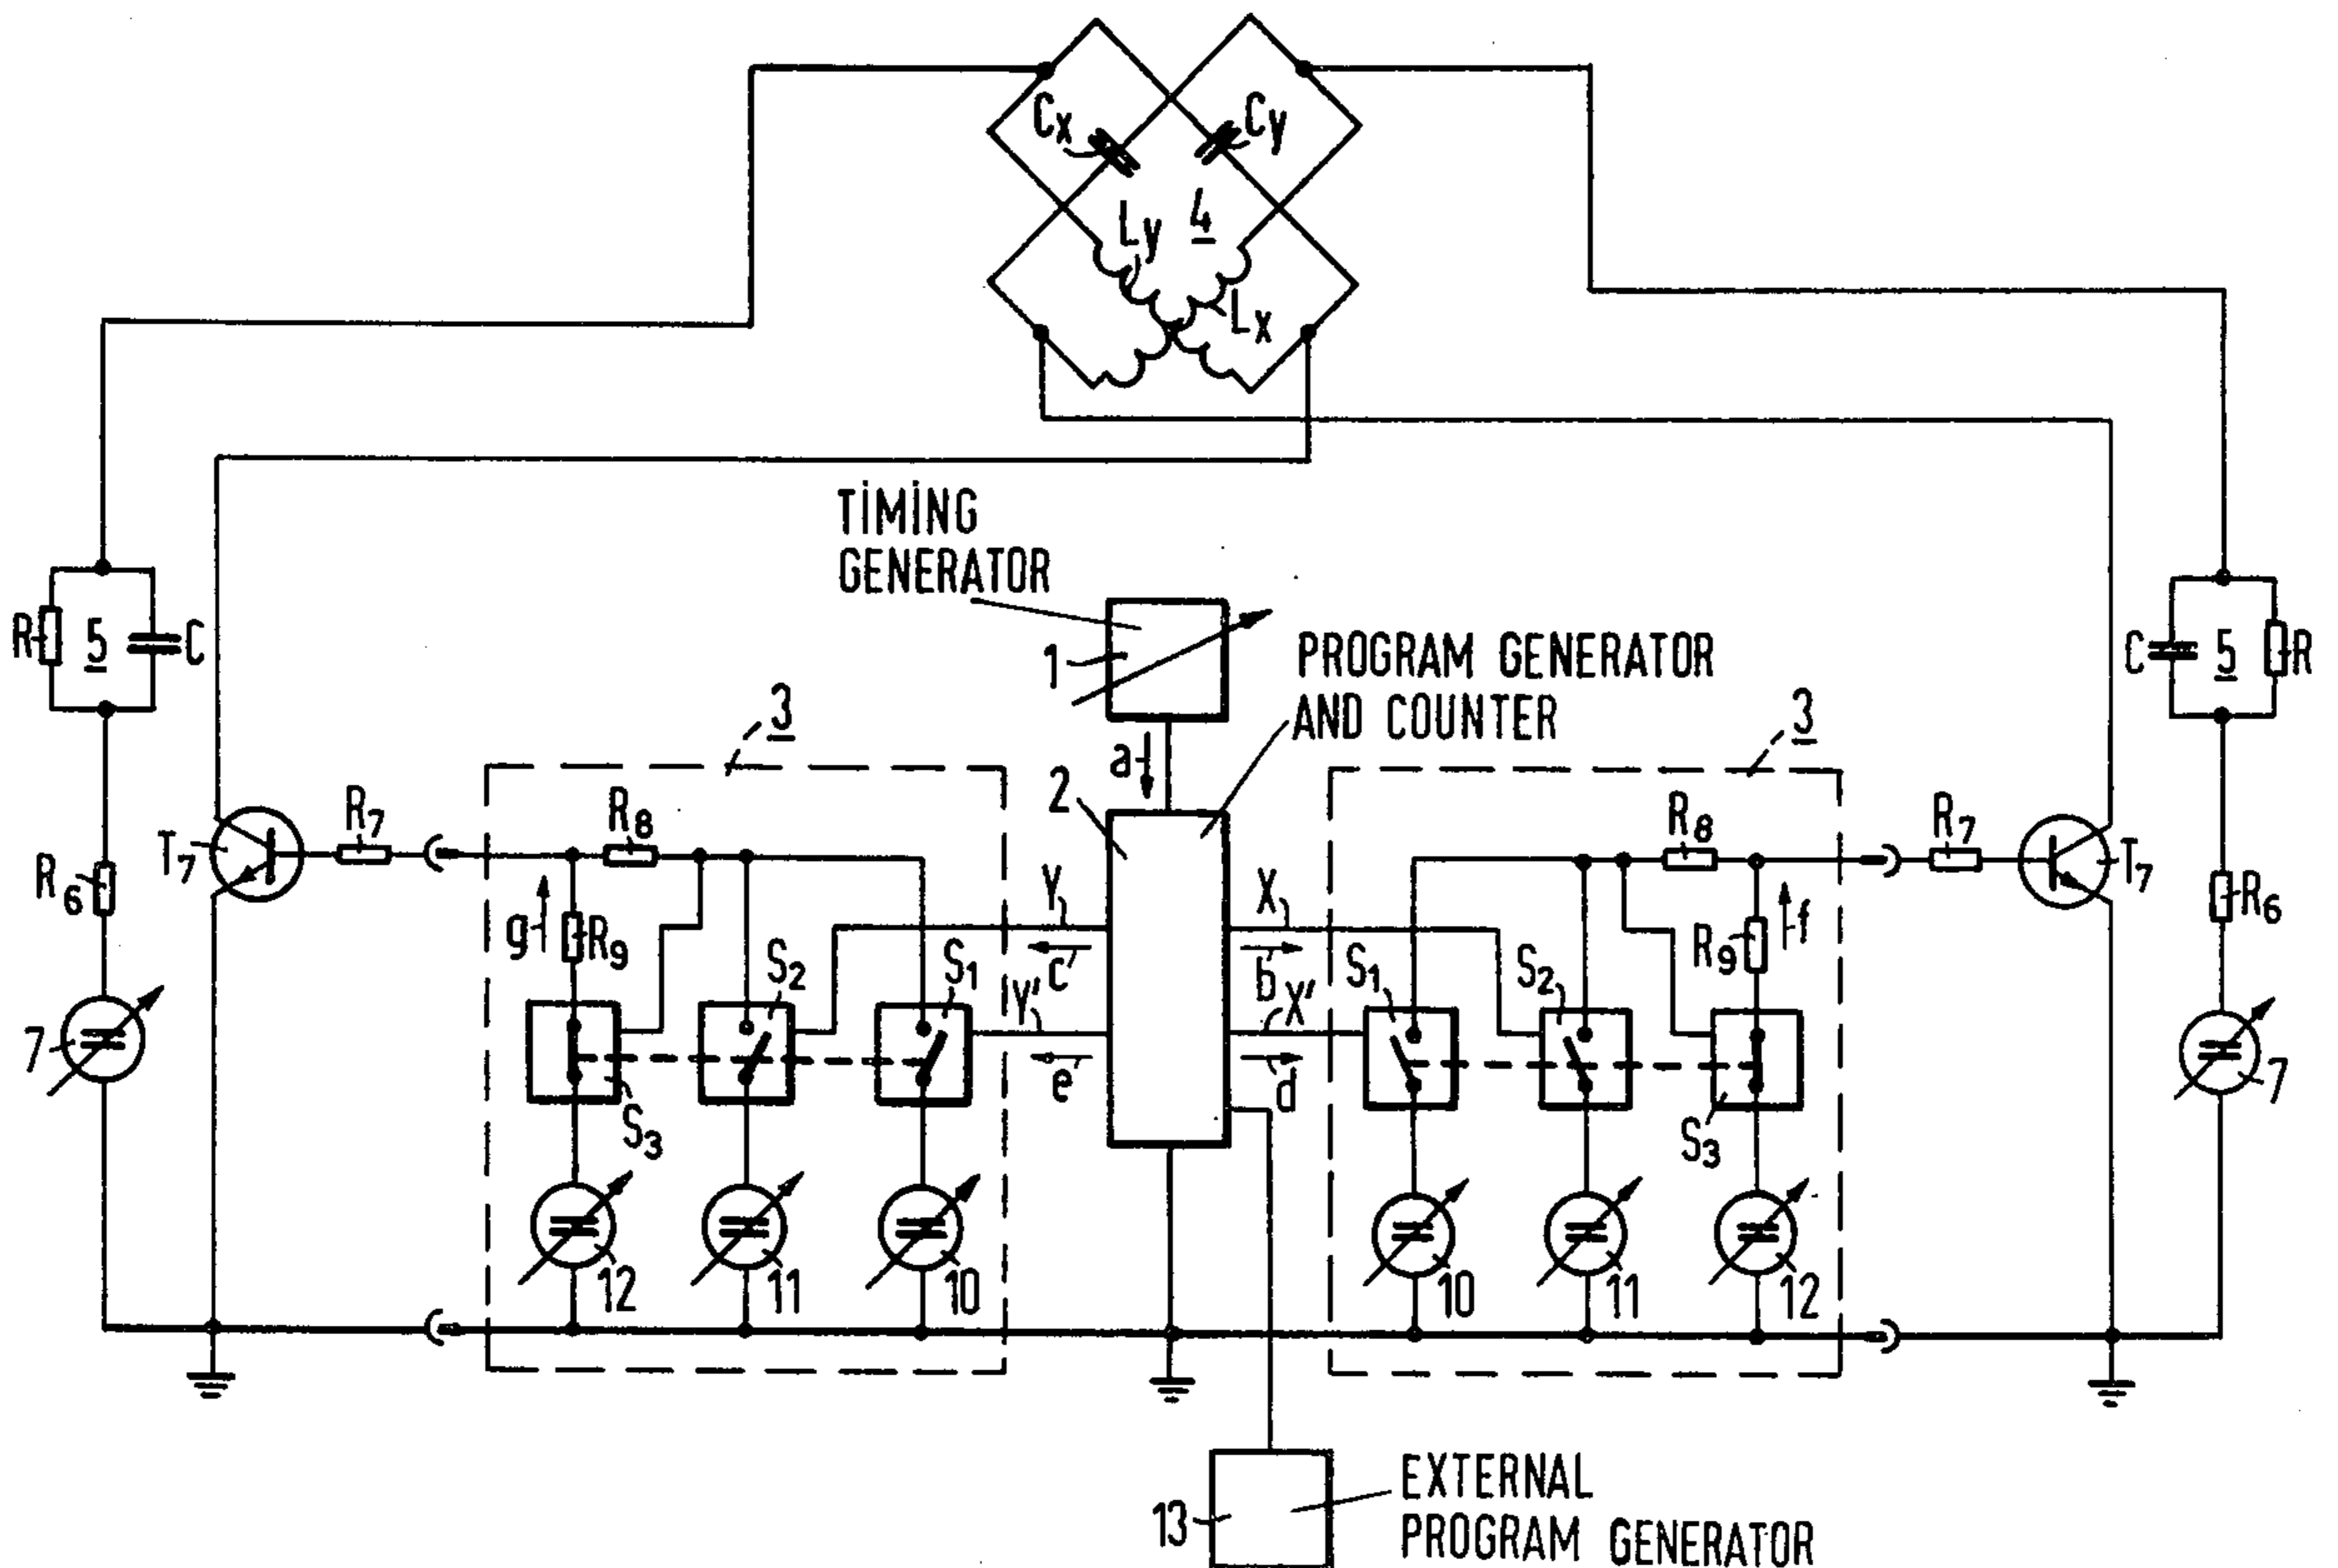 Cx
Cy
Ly
4
Lx
TIMING
GENERATOR
1
PROGRAM GENERATOR
AND COUNTER
R
5
C
C
5
R
3
3
a
2
T7
R7
R8
R8
R7
T7
R6
R6
g
R9
Y
X
R9
f
S2
S1
c
b
S1
S2
Y'
X'
7
e
d
7
S3
S3
12
11
10
10
11
12
13
EXTERNAL
PROGRAM GENERATOR